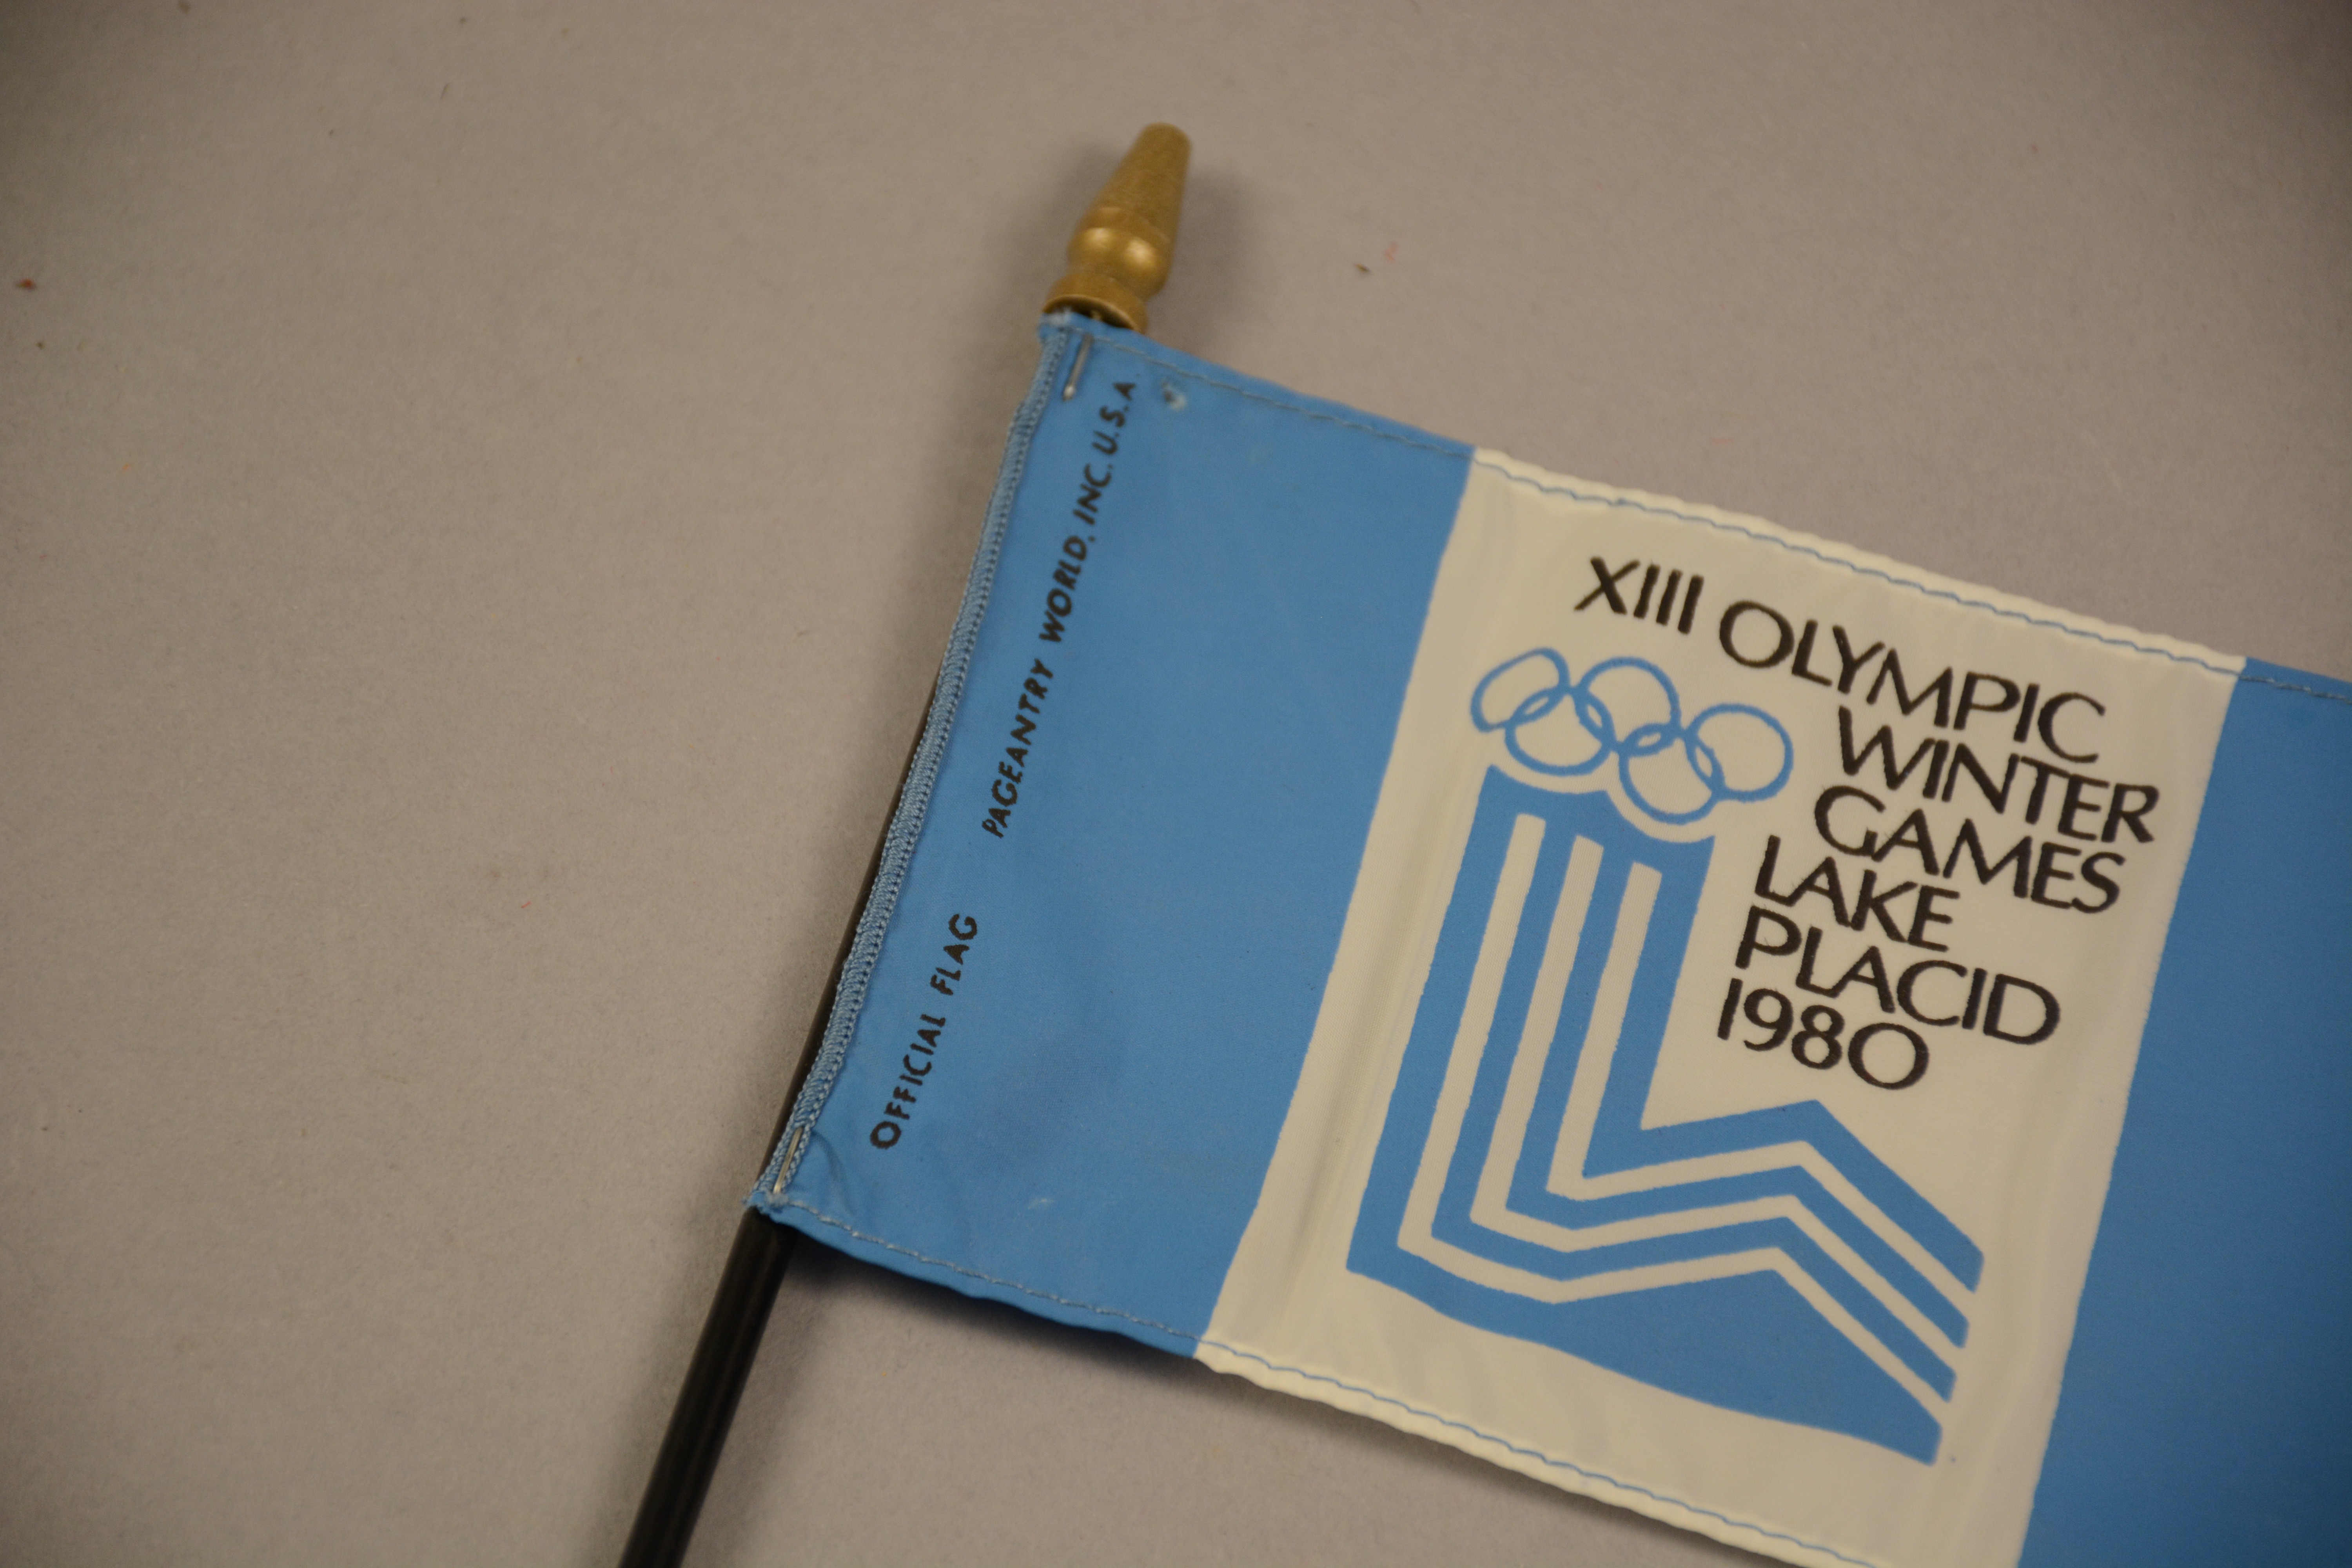 OFFICIAL FLAG PAGEANTRY WORLD, INC. U.S.A
XIII OLYMPIC
WINTER
GAMES
LAKE
PLACID
1980